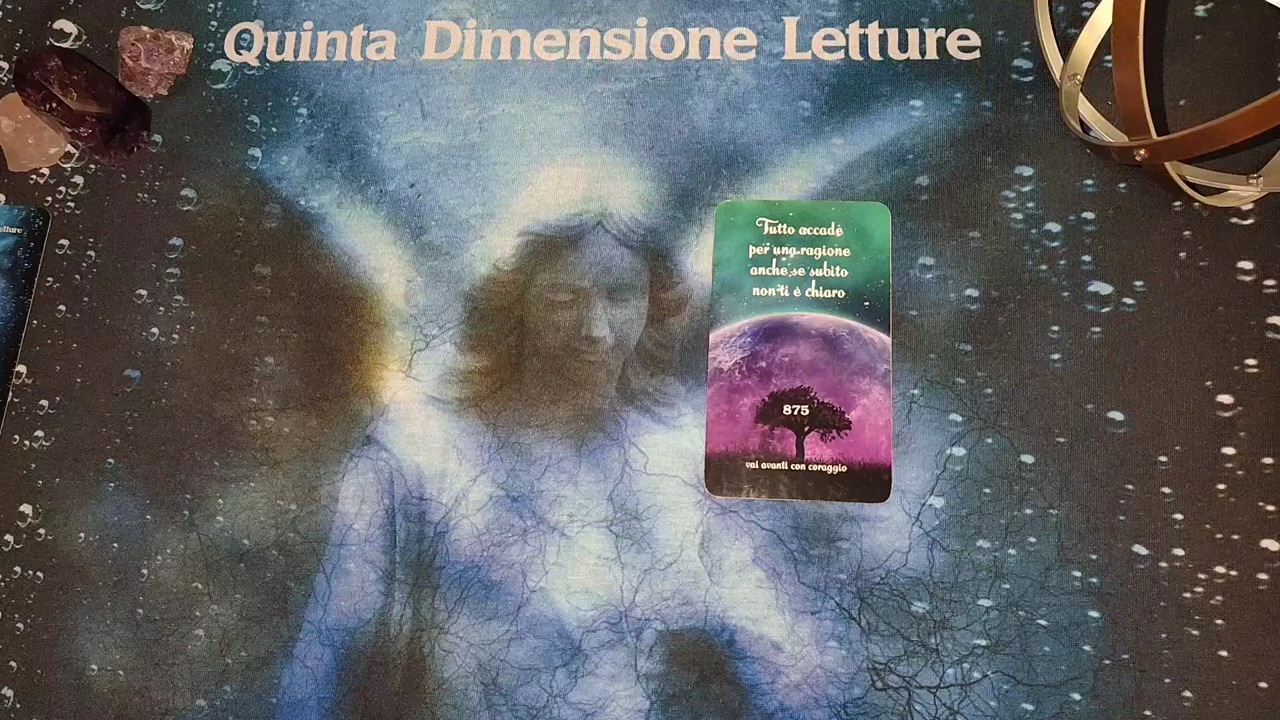 Quinta Dimensione Letture
Tutto accade
per una ragione
anche se subito
non ti è chiaro
875
vai avanti con coraggio